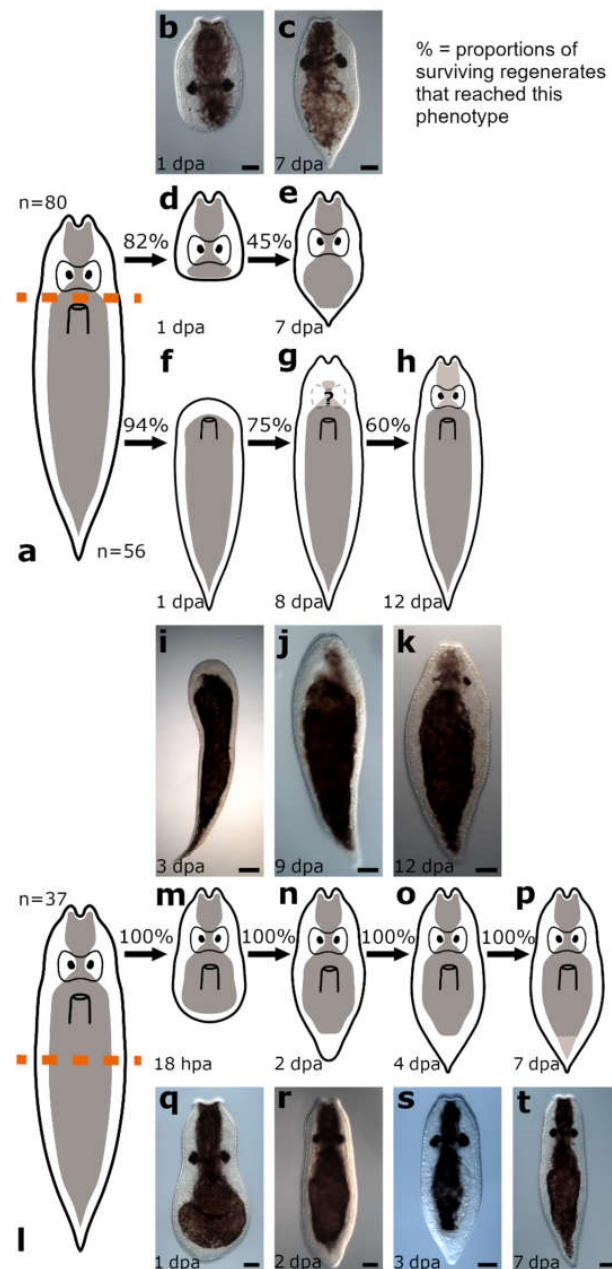 b
c
% = proportions of
surviving regenerates
that reached this
phenotype
1 dpa
7 dpa
n=80
d
e
82%
45%
1 dpa
7 dpa
f
g
h
?
94%
75%
60%
a
n=56
1 dpa
8 dpa
12 dpa
i
j
k
3 dpa
9 dpa
12 dpa
n=37
m
n
o
p
100%
100%
100%
100%
18 hpa
2 dpa
4 dpa
7 dpa
q
r
s
t
l
1 dpa
2 dpa
3 dpa
7 dpa